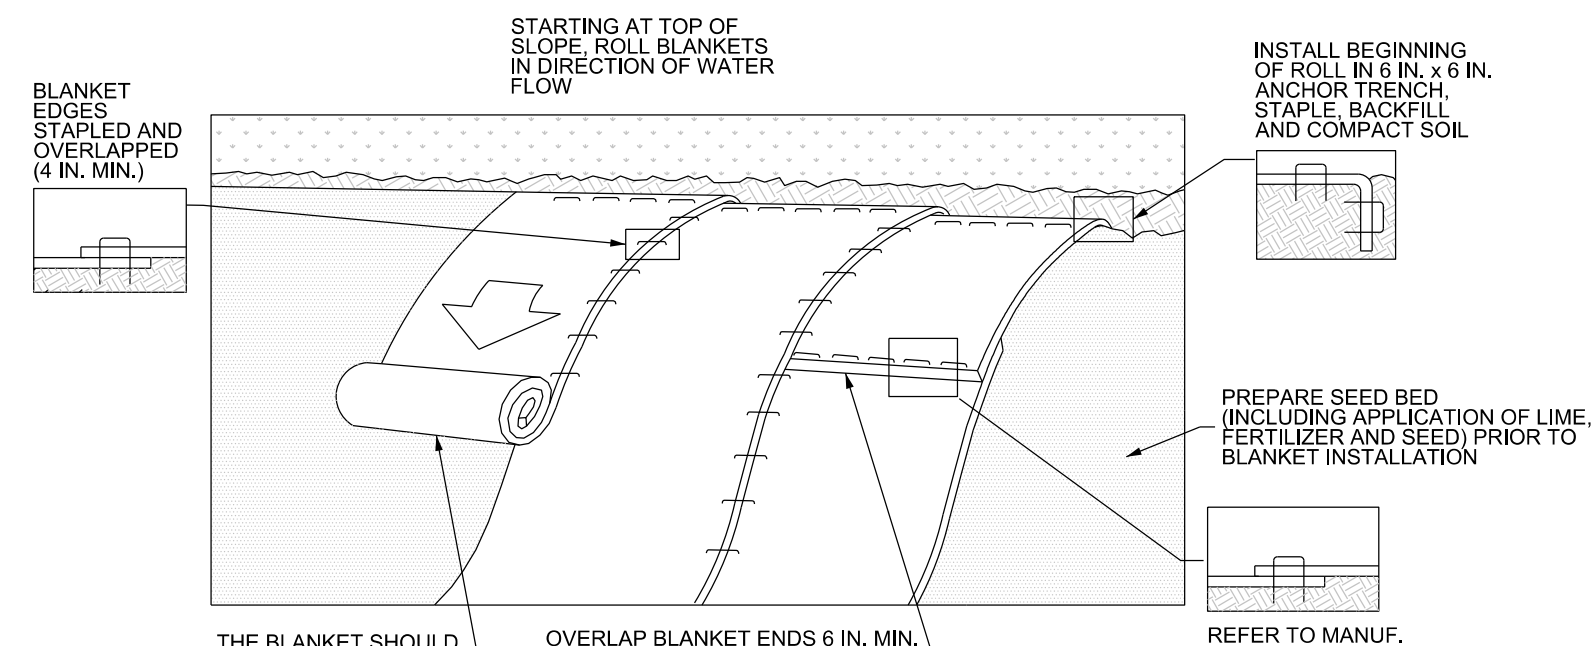 STARTING AT TOP OF
SLOPE, ROLL BLANKETS
IN DIRECTION OF WATER
FLOW
BLANKET
EDGES
STAPLED AND
OVERLAPPED
(4 IN. MIN.)
INSTALL BEGINNING
OF ROLL IN 6 IN. x 6 IN.
ANCHOR TRENCH,
STAPLE, BACKFILL
AND COMPACT SOIL
PREPARE SEED BED
(INCLUDING APPLICATION OF LIME,
FERTILIZER AND SEED) PRIOR TO
BLANKET INSTALLATION
THE BLANKET SHOULD
OVERLAP BLANKET ENDS 6 IN. MIN.
REFER TO MANUF.